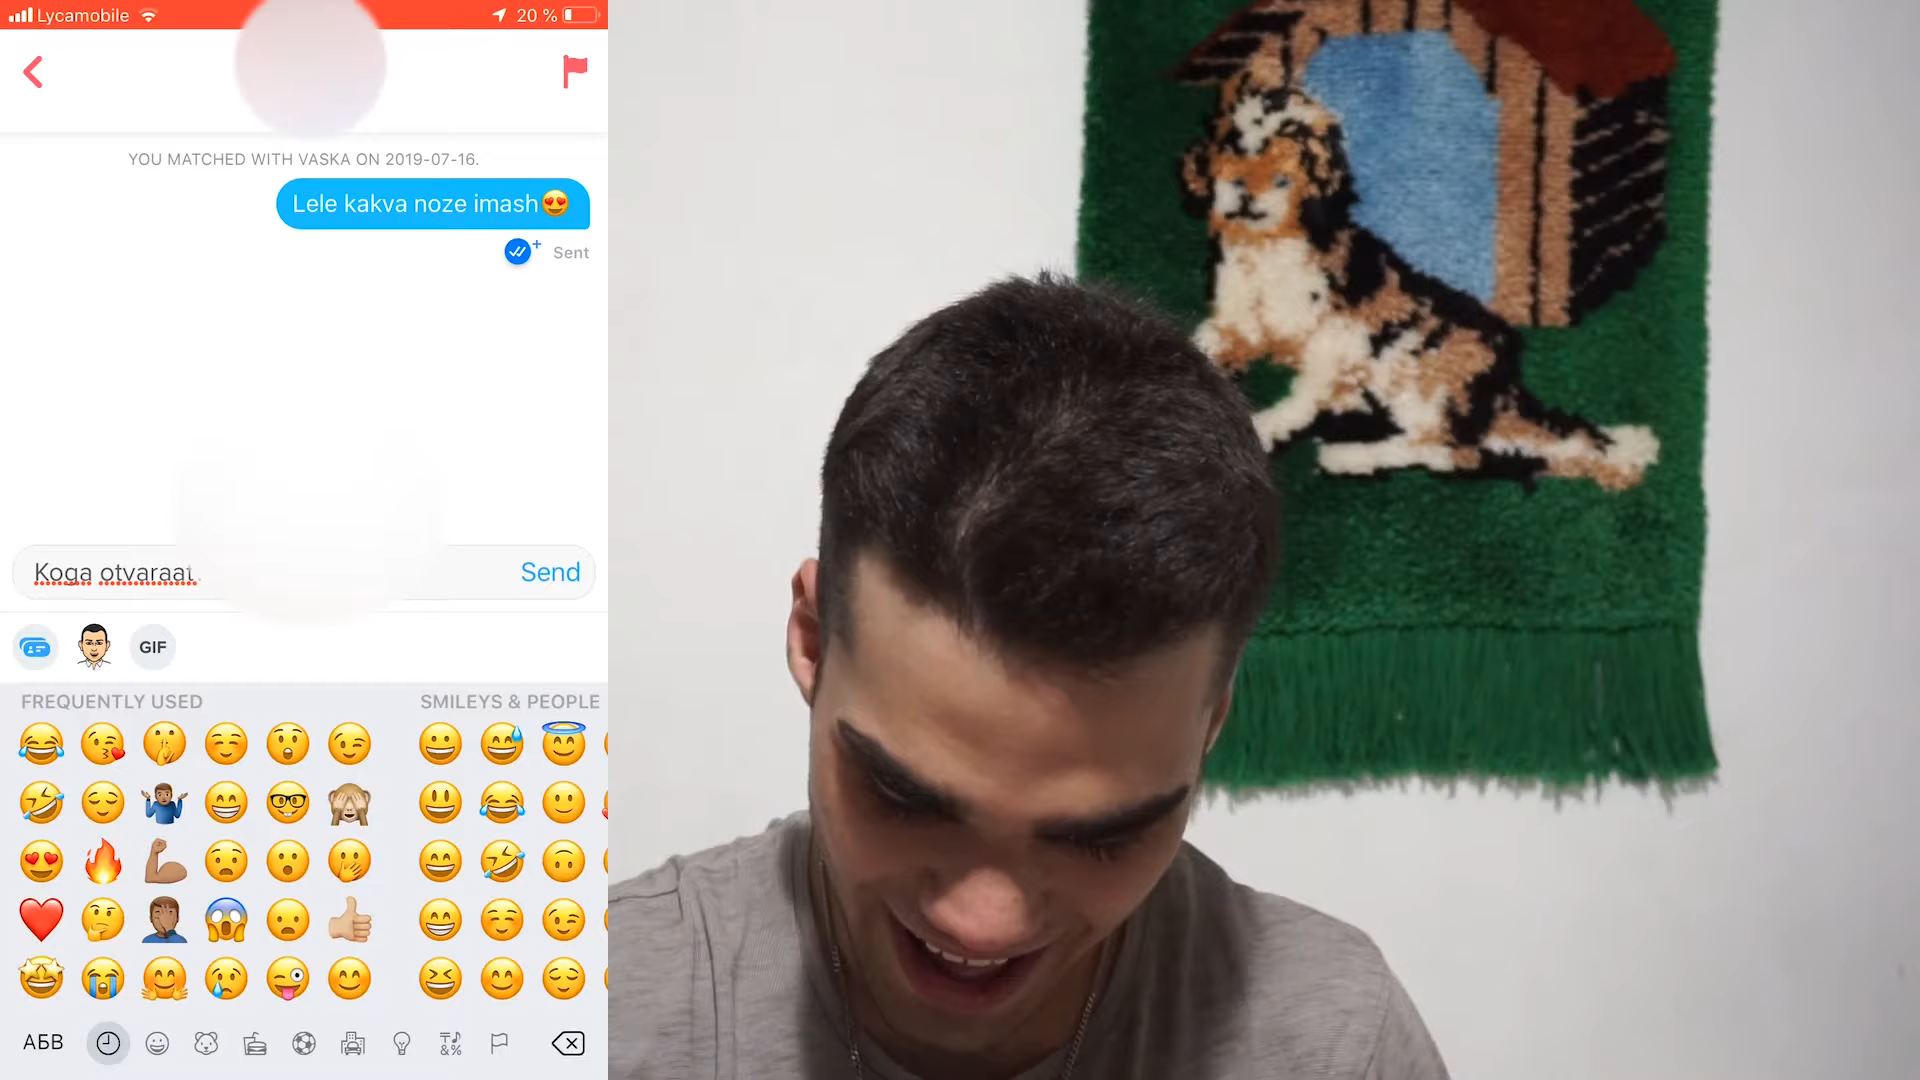 Lycamobile
20 %
YOU MATCHED WITH VASKA ON 2019-07-16.
Lele kakva noze imash😍
Sent
Koga otvaraat
Send
GIF
FREQUENTLY USED
SMILEYS & PEOPLE
АБВ